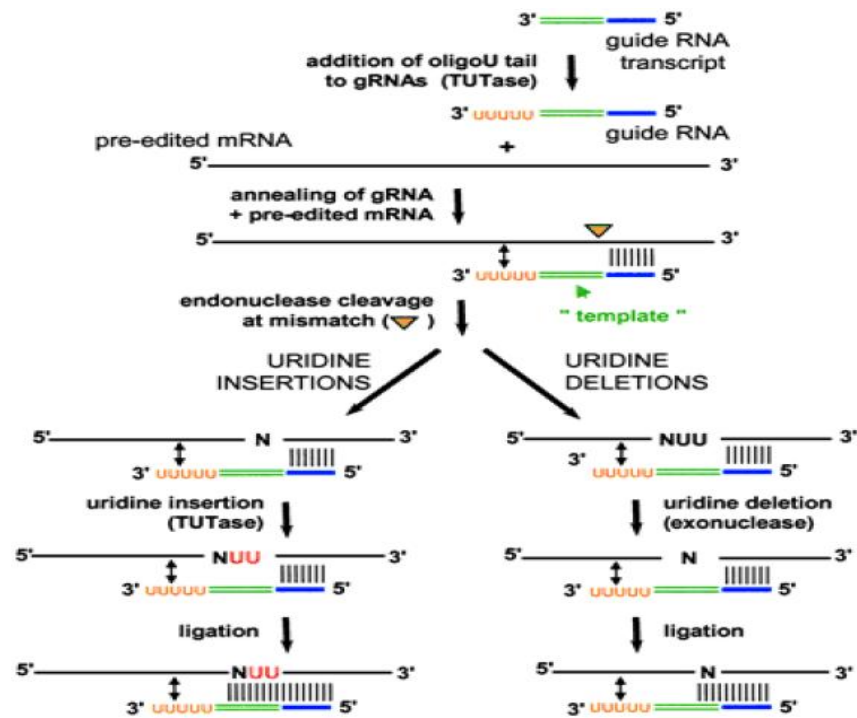 3' 5'
guide RNA
transcript
addition of oligoU tail
to gRNAs (TUTase)
3' UUUUU 5'
guide RNA
pre-edited mRNA
+
5' 3'
annealing of gRNA
+ pre-edited mRNA
5' 3'
3' UUUUU 5'
endonuclease cleavage
at mismatch ( )
" template "
URIDINE
INSERTIONS
URIDINE
DELETIONS
5' N 3'
3' UUUUU 5'
5' NUU 3'
3' UUUUU 5'
uridine insertion
(TUTase)
uridine deletion
(exonuclease)
5' NUU 3'
3' UUUUU 5'
5' N 3'
3' UUUUU 5'
ligation
ligation
5' NUU 3'
3' UUUUU 5'
5' N 3'
3' UUUUU 5'